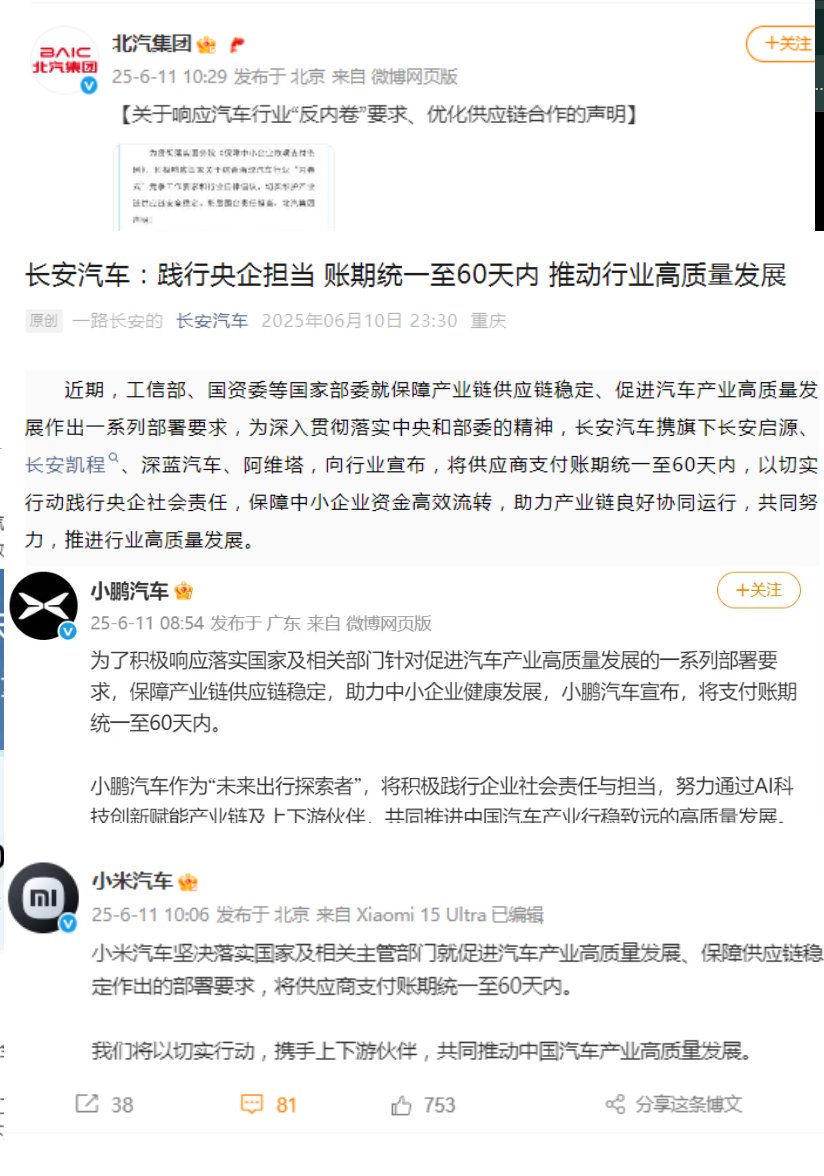 BAIC
北汽集团
北汽集团
25-6-11 10:29 发布于 北京 来自 微博网页版
+关注
【关于响应汽车行业“反内卷”要求、优化供应链合作的声明】
长安汽车：践行央企担当 账期统一至60天内 推动行业高质量发展
原创 一路长安的 长安汽车 2025年06月10日 23:30 重庆
近期，工信部、国资委等国家部委就保障产业链供应链稳定、促进汽车产业高质量发
展作出一系列部署要求，为深入贯彻落实中央和部委的精神，长安汽车携旗下长安启源、
长安凯程、深蓝汽车、阿维塔，向行业宣布，将供应商支付账期统一至60天内，以切实
行动践行央企社会责任，保障中小企业资金高效流转，助力产业链良好协同运行，共同努
力，推进行业高质量发展。
小鹏汽车
+关注
25-6-11 08:54 发布于 广东 来自 微博网页版
为了积极响应落实国家及相关部门针对促进汽车产业高质量发展的一系列部署要
求，保障产业链供应链稳定，助力中小企业健康发展，小鹏汽车宣布，将支付账期
统一至60天内。
小鹏汽车作为“未来出行探索者”，将积极践行企业社会责任与担当，努力通过AI科
技创新赋能产业链及上下游伙伴，共同推进中国汽车产业行稳致远的高质量发展。
小米汽车
25-6-11 10:06 发布于 北京 来自 Xiaomi 15 Ultra 已编辑
小米汽车坚决落实国家及相关主管部门就促进汽车产业高质量发展、保障供应链稳
定作出的部署要求，将供应商支付账期统一至60天内。
我们将以切实行动，携手上下游伙伴，共同推动中国汽车产业高质量发展。
38 81 753 分享这条博文